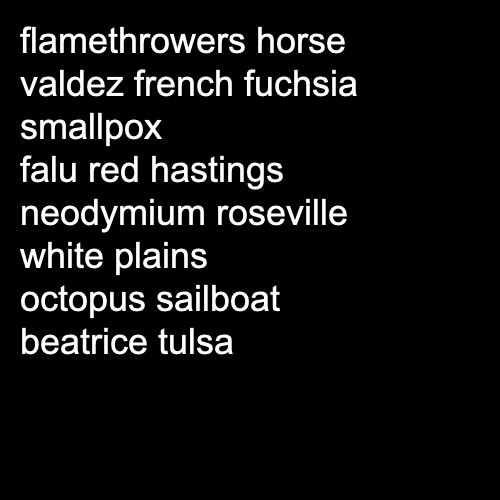 flamethrowers horse
valdez french fuchsia
smallpox
falu red hastings
neodymium roseville
white plains
octopus sailboat
beatrice tulsa